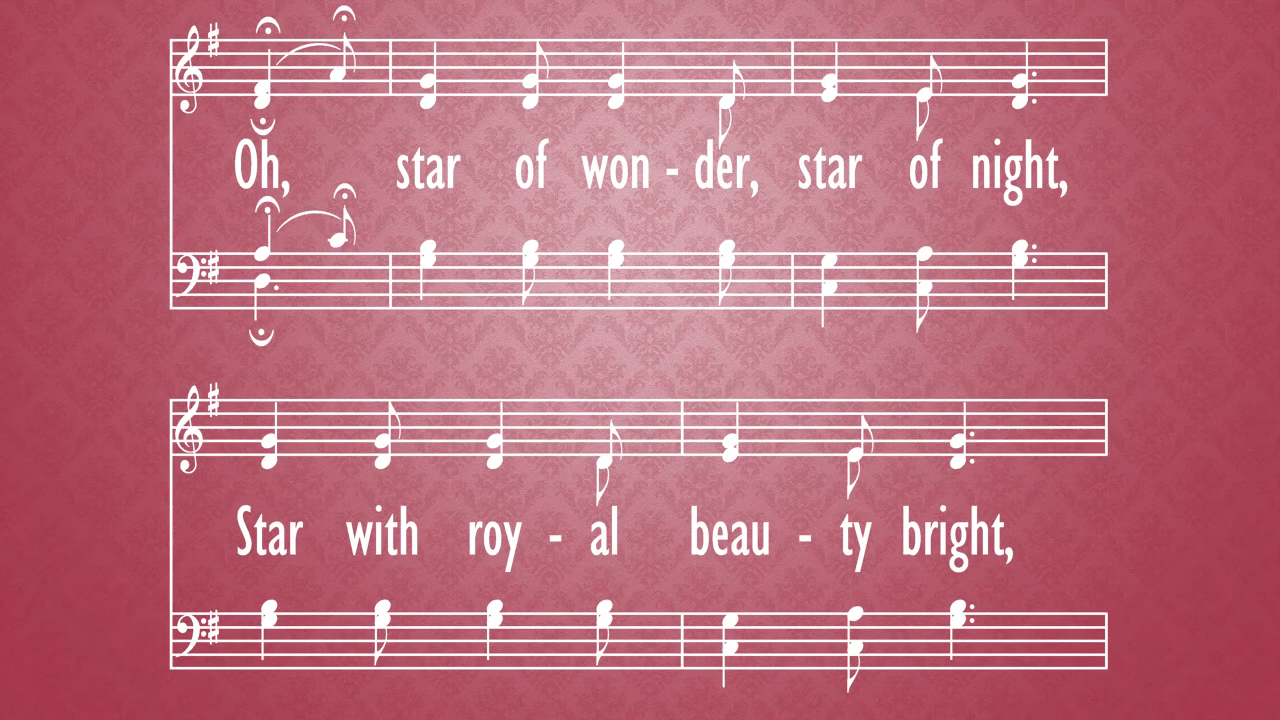 Oh, star of won - der, star of night,
Star with roy - al beau - ty bright,